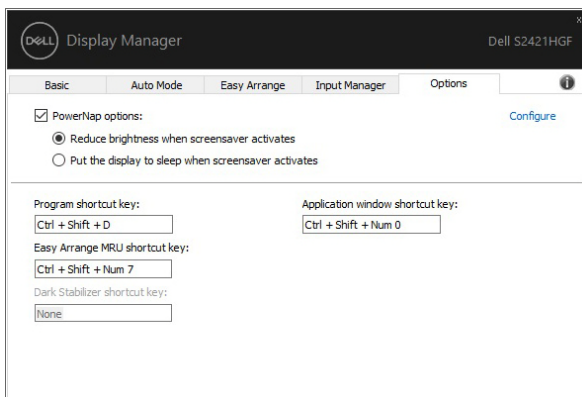 DELL Display Manager
Dell S2421HGF
Basic Auto Mode Easy Arrange Input Manager Options
PowerNap options:
Configure
Reduce brightness when screensaver activates
Put the display to sleep when screensaver activates
Program shortcut key:
Application window shortcut key:
Ctrl + Shift + D
Ctrl + Shift + Num 0
Easy Arrange MRU shortcut key:
Ctrl + Shift + Num 7
Dark Stabilizer shortcut key:
None